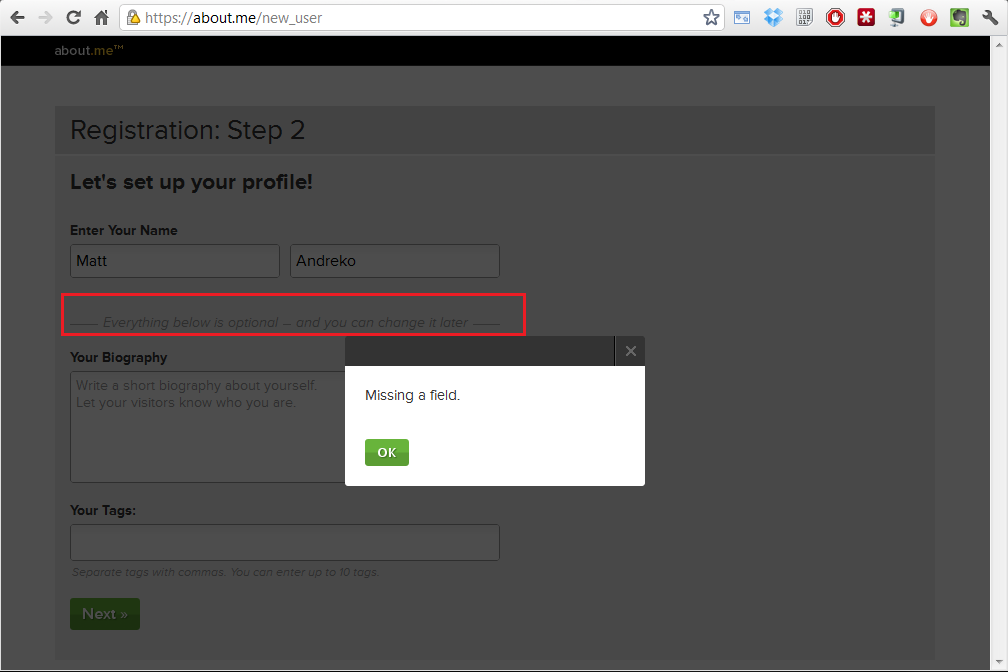 https://about.me/new_user
about.me™
Registration: Step 2
Let's set up your profile!
Enter Your Name
Matt Andreko
Everything below is optional – and you can change it later
Your Biography
Write a short biography about yourself.
Let your visitors know who you are.
Missing a field.
OK
Your Tags:
Separate tags with commas. You can enter up to 10 tags.
Next »